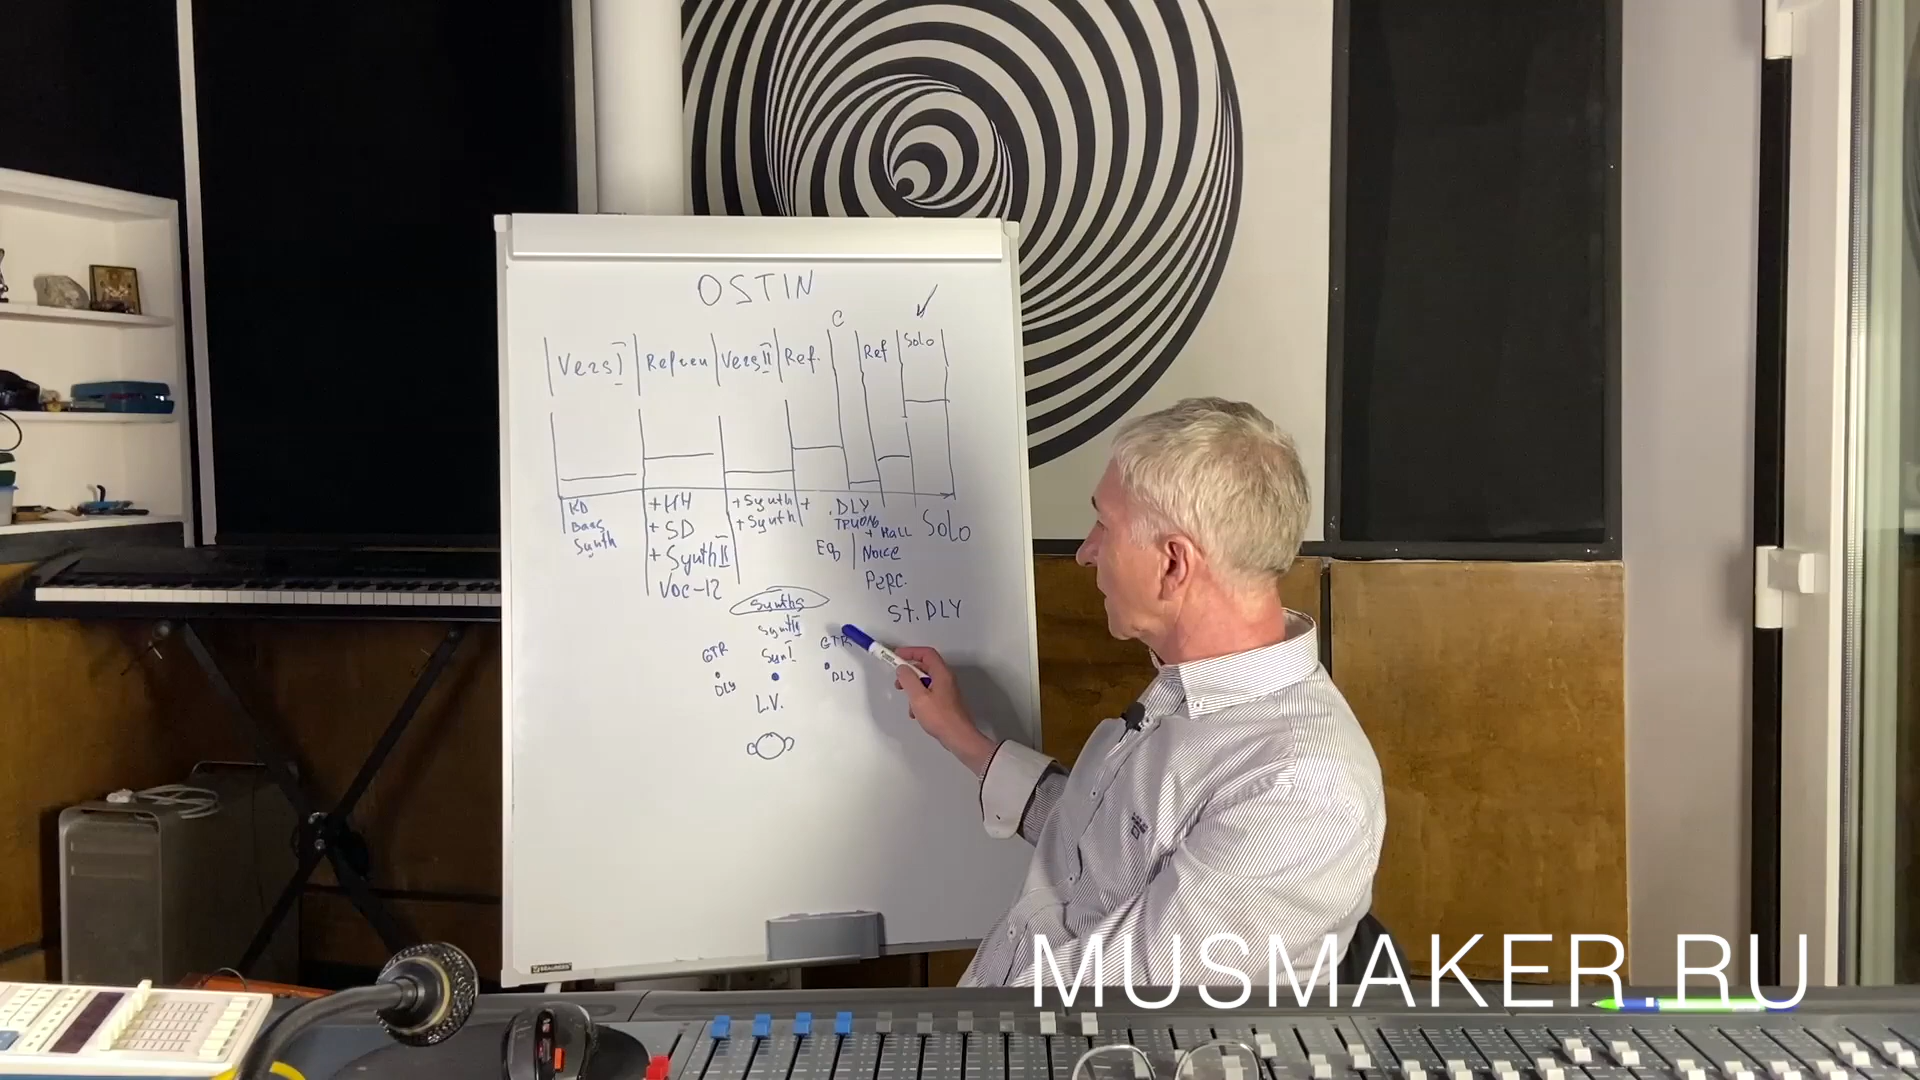 OSTIN
C
Vers I Refren Vers II Ref. Ref Solo
KD
Bass
Synth
+HH
+ SD
+ Synth II
Voc-12
+Synth +
+Synth
.DLY
TPYOH6
+ HALL
Solo
Eq
Noice
Perc.
St.DLY
Synths
Synth II
GTR Syn I GTR
DLY DLY
L.V.
MUSMAKER.RU